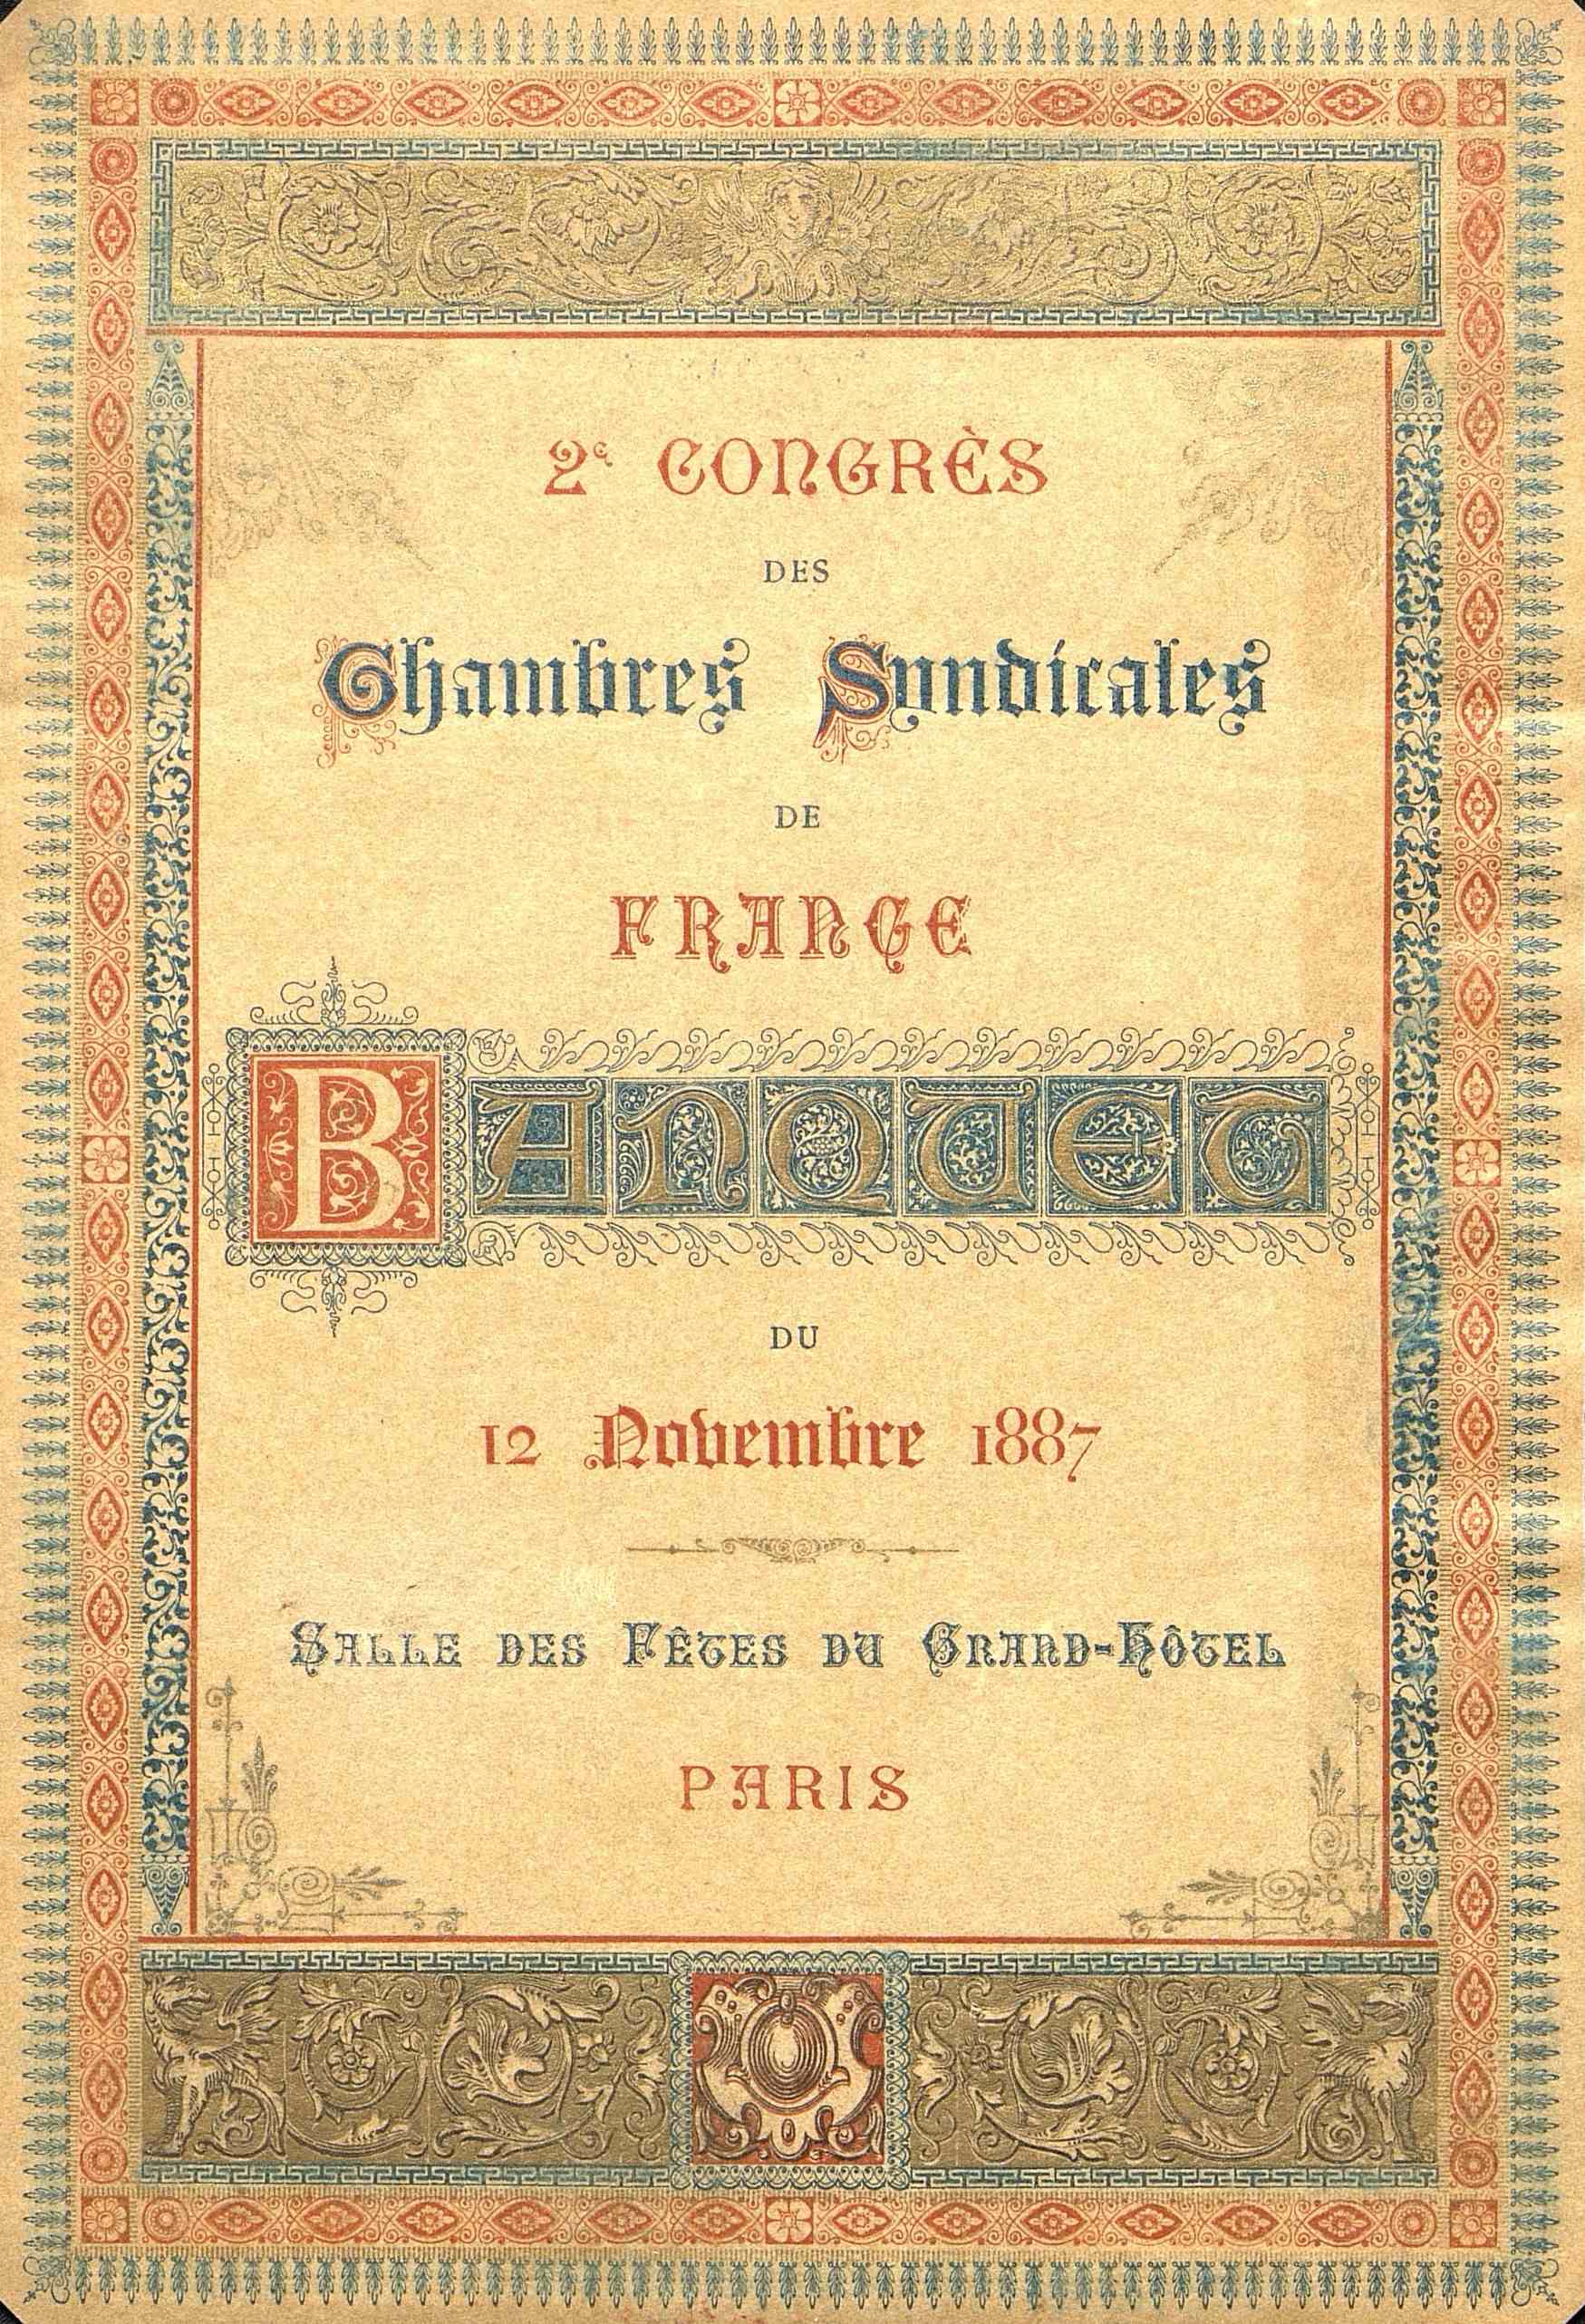 2e CONGRÈS
DES
Chambres Syndicales
DE
FRANCE
BANQUET
DU
12 Novembre 1887
SALLE DES FÊTES DU GRAND-HÔTEL
PARIS